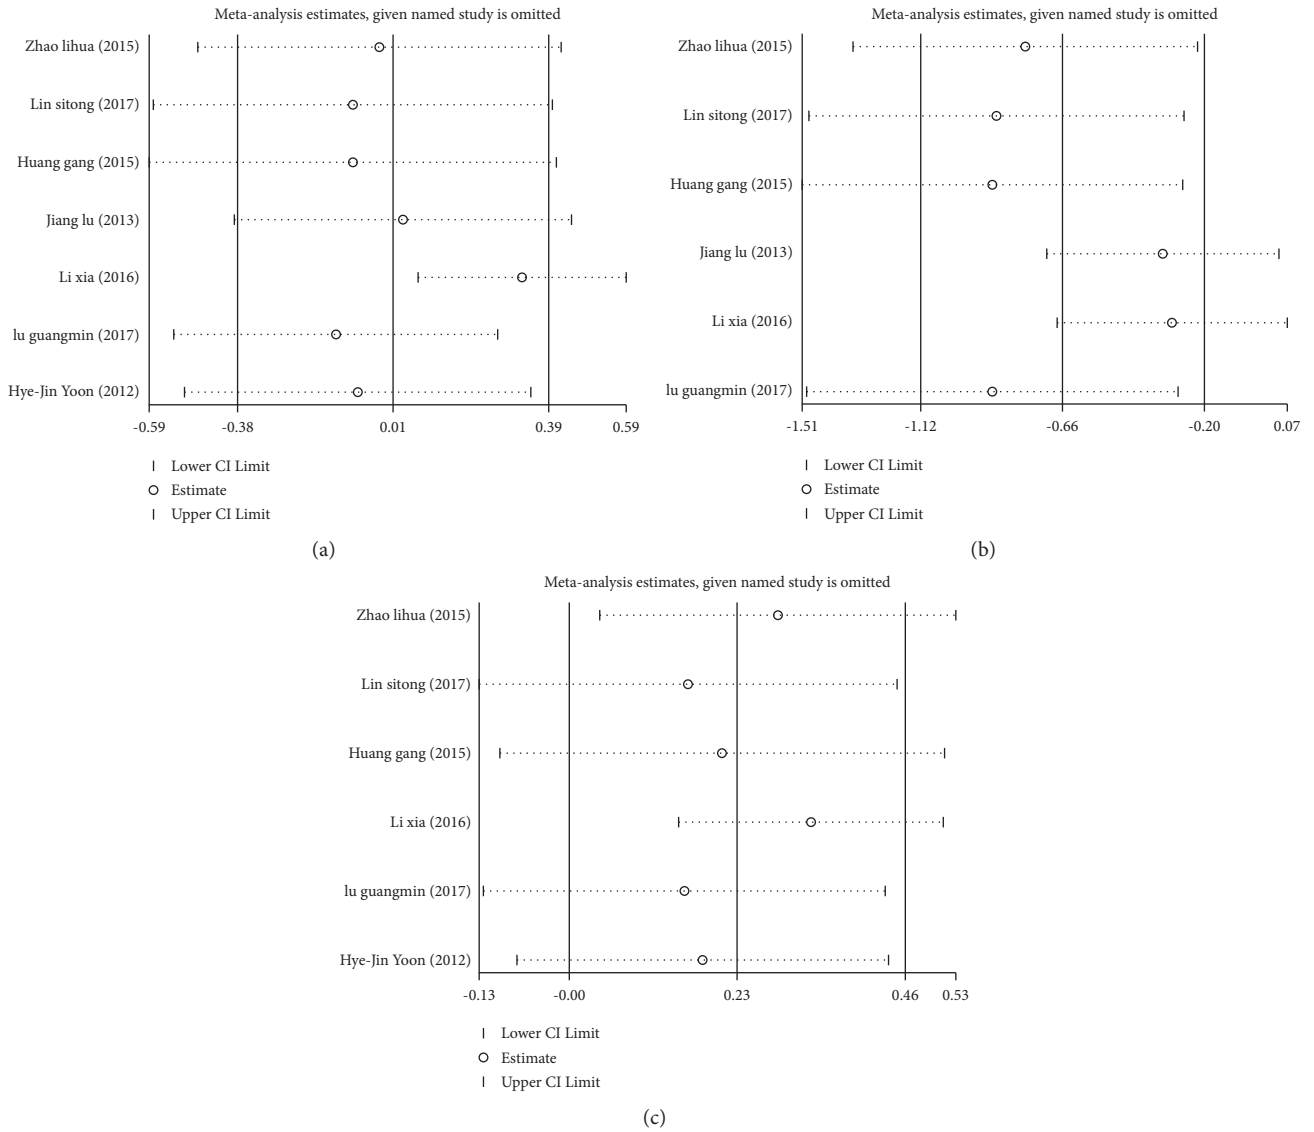 Meta-analysis estimates, given named study is omitted
Zhao lihua (2015)
Lin sitong (2017)
Huang gang (2015)
Jiang lu (2013)
Li xia (2016)
lu guangmin (2017)
Hye-Jin Yoon (2012)
-0.59 -0.38 0.01 0.39 0.59
Lower CI Limit
Estimate
Upper CI Limit
(a)
Meta-analysis estimates, given named study is omitted
Zhao lihua (2015)
Lin sitong (2017)
Huang gang (2015)
Jiang lu (2013)
Li xia (2016)
lu guangmin (2017)
-1.51 -1.12 -0.66 -0.20 0.07
Lower CI Limit
Estimate
Upper CI Limit
(b)
Meta-analysis estimates, given named study is omitted
Zhao lihua (2015)
Lin sitong (2017)
Huang gang (2015)
Li xia (2016)
lu guangmin (2017)
Hye-Jin Yoon (2012)
-0.13 -0.00 0.23 0.46 0.53
Lower CI Limit
Estimate
Upper CI Limit
(c)